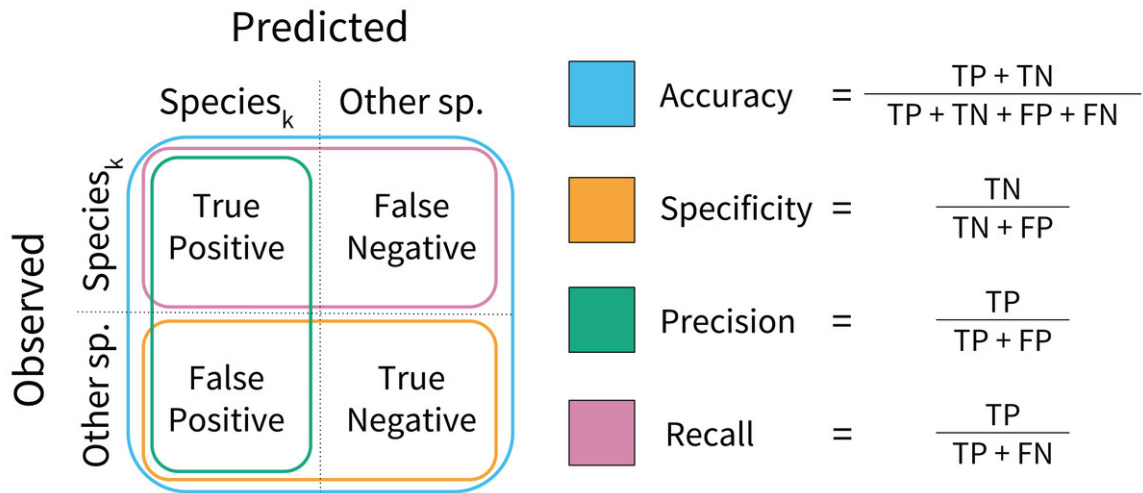 Predicted
Species_k
Other sp.
Observed
Species_k
Other sp.
True
Positive
False
Negative
False
Positive
True
Negative
Accuracy = TP + TN
TP + TN + FP + FN
Specificity = TN
TN + FP
Precision = TP
TP + FP
Recall = TP
TP + FN